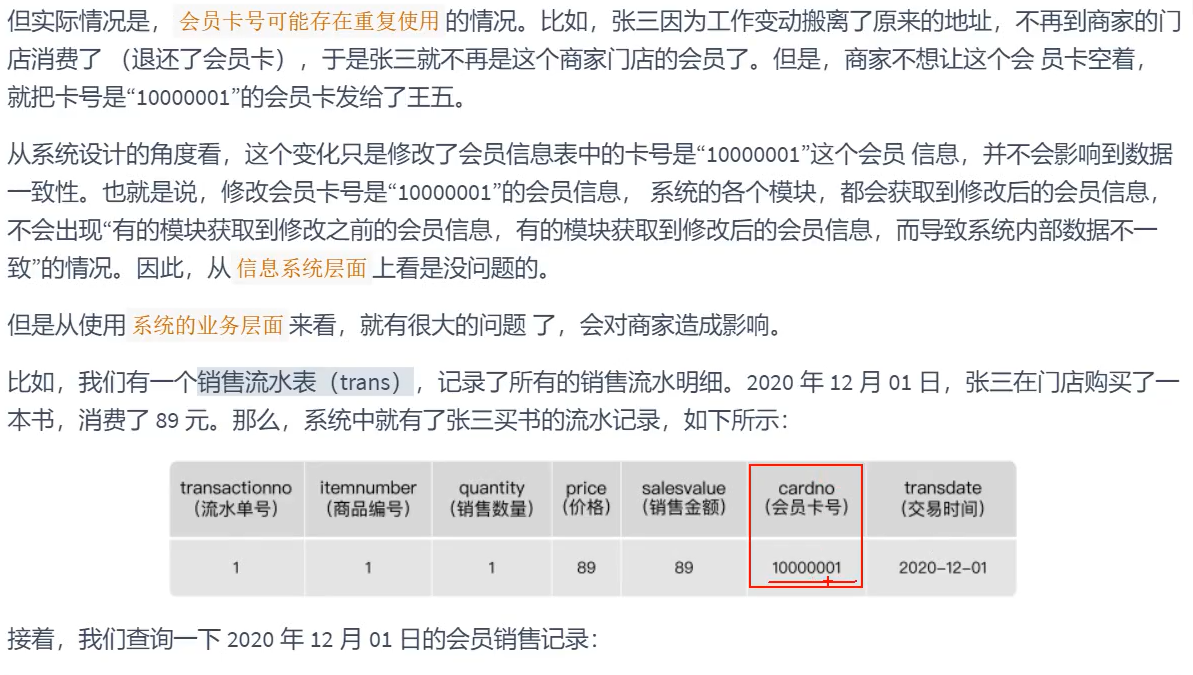 但实际情况是，会员卡号可能存在重复使用的情况。比如，张三因为工作变动搬离了原来的地址，不再到商家的门
店消费了 （退还了会员卡），于是张三就不再是这个商家门店的会员了。但是，商家不想让这个会 员卡空着，
就把卡号是“10000001”的会员卡发给了王五。
从系统设计的角度看，这个变化只是修改了会员信息表中的卡号是“10000001”这个会员 信息，并不会影响到数据
一致性。也就是说，修改会员卡号是“10000001”的会员信息， 系统的各个模块，都会获取到修改后的会员信息，
不会出现“有的模块获取到修改之前的会员信息，有的模块获取到修改后的会员信息，而导致系统内部数据不一
致”的情况。因此，从 信息系统层面 上看是没问题的。
但是从使用 系统的业务层面 来看，就有很大的问题 了，会对商家造成影响。
比如，我们有一个销售流水表（trans），记录了所有的销售流水明细。2020 年 12 月 01 日，张三在门店购买了一
本书，消费了 89 元。那么，系统中就有了张三买书的流水记录，如下所示：
transactionno itemnumber quantity price salesvalue cardno transdate
（流水单号） （商品编号） （销售数量） （价格） （销售金额） （会员卡号） （交易时间）
1 1 1 89 89 10000001 2020-12-01
接着，我们查询一下 2020 年 12 月 01 日的会员销售记录：